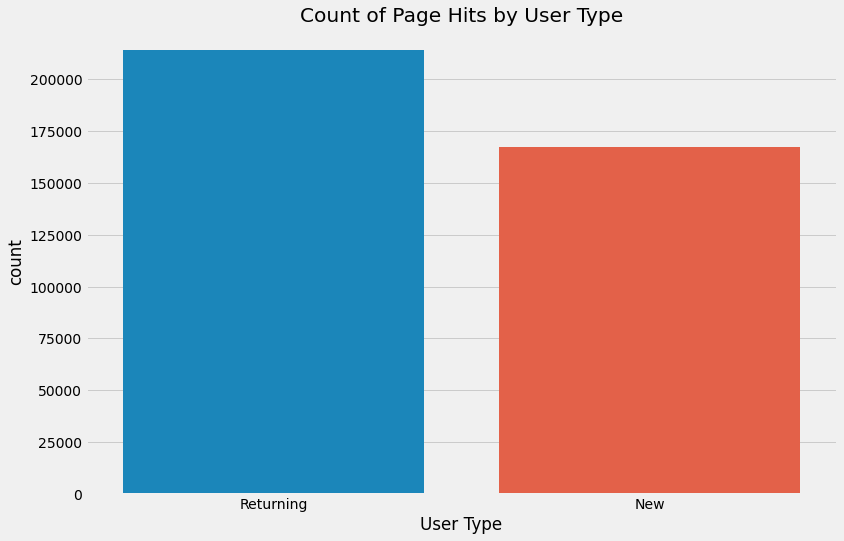 Count of Page Hits by User Type
count
200000
175000
150000
125000
100000
75000
50000
25000
0
Returning New
User Type